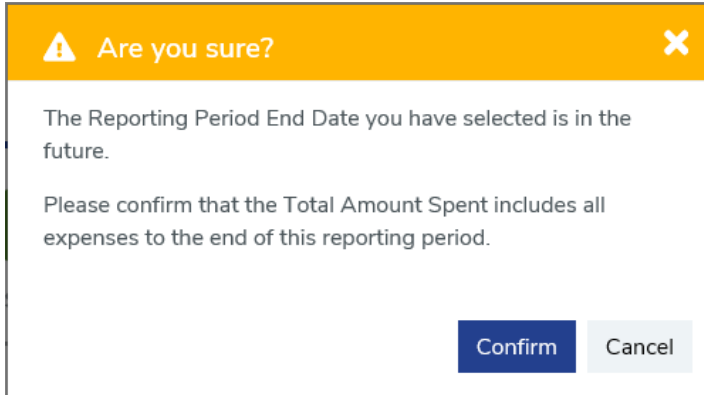 Are you sure?
The Reporting Period End Date you have selected is in the
future.
Please confirm that the Total Amount Spent includes all
expenses to the end of this reporting period.
Confirm
Cancel